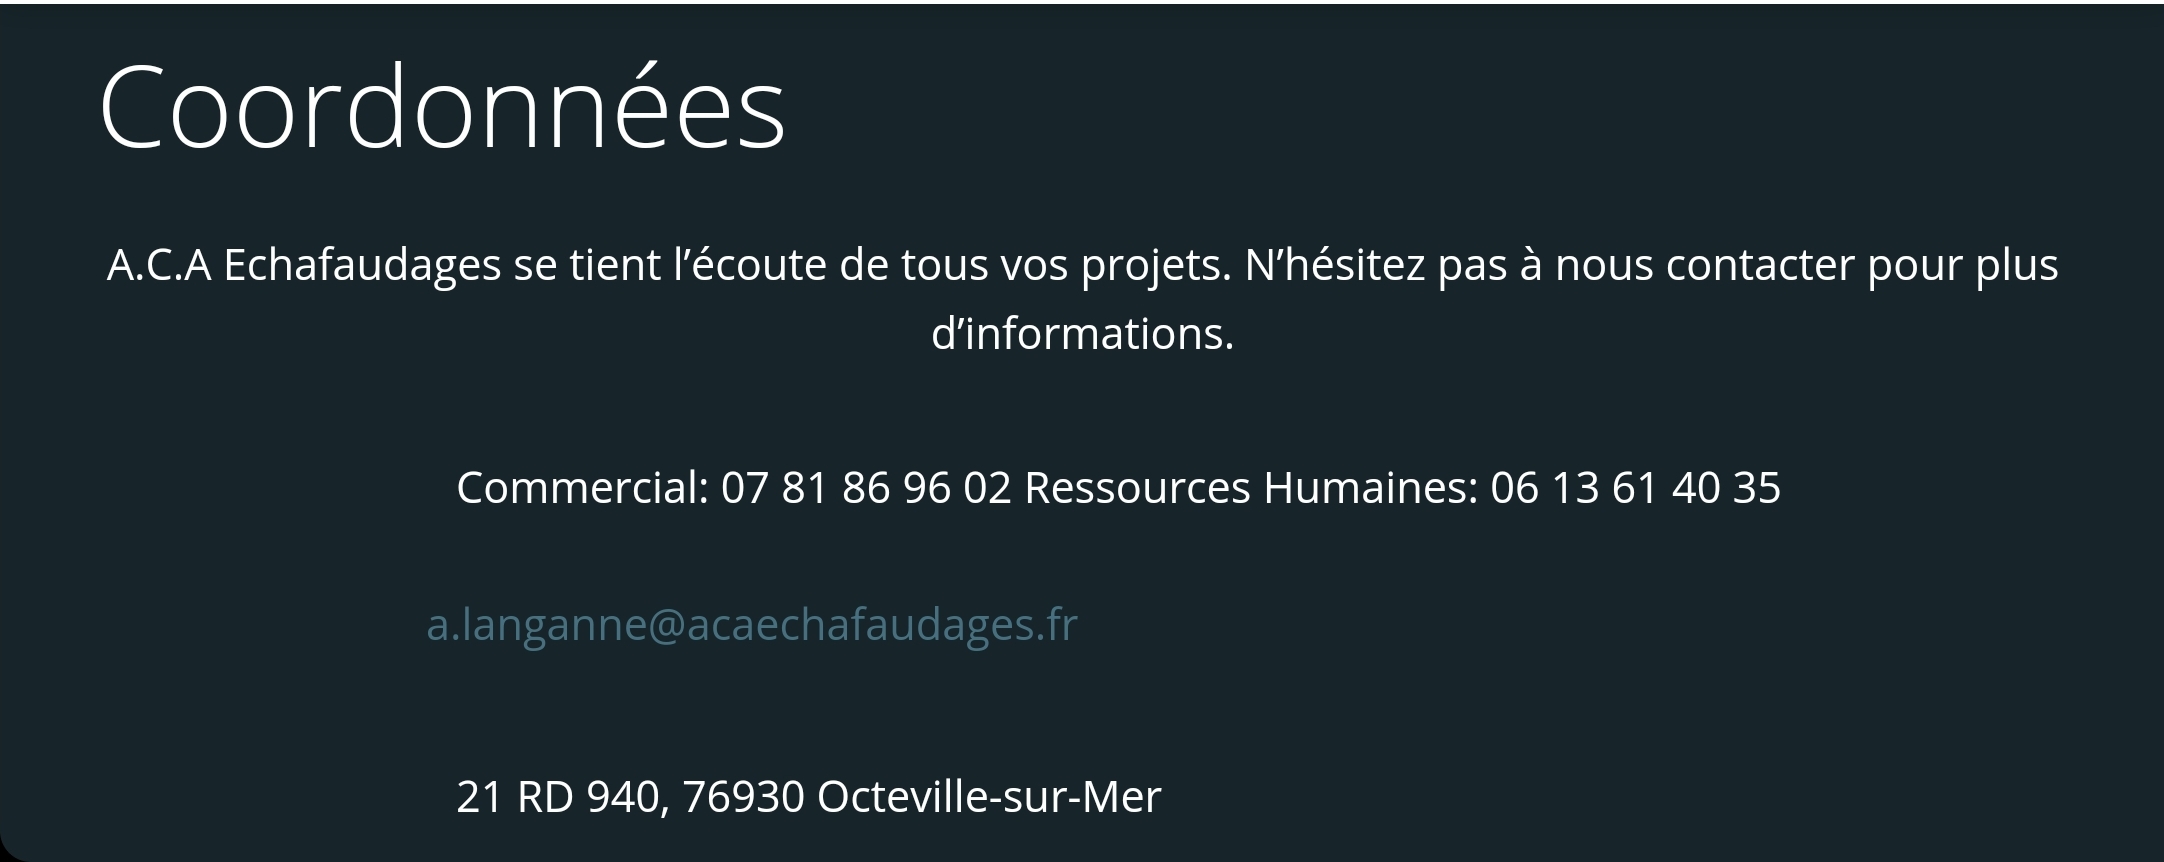 Coordonnées
A.C.A Echafaudages se tient l’écoute de tous vos projets. N’hésitez pas à nous contacter pour plus
d’informations.
Commercial: 07 81 86 96 02 Ressources Humaines: 06 13 61 40 35
a.langanne@acaechafaudages.fr
21 RD 940, 76930 Octeville-sur-Mer